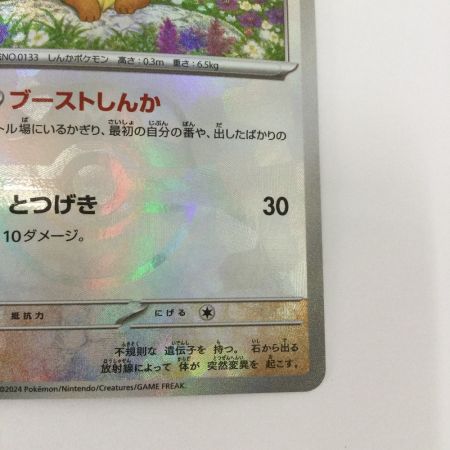 NO.0133 しんかポケモン 高さ：0.3m 重さ：6.5kg
ブーストしんか
トル場にいるかぎり、最初の自分の番や、出したばかりの
とつげき 30
10ダメージ。
抵抗力 にげる
不規則な 遺伝子を 持つ。 石から出る
放射線によって 体が 突然変異を 起こす。
©2024 Pokémon/Nintendo/Creatures/GAME FREAK.